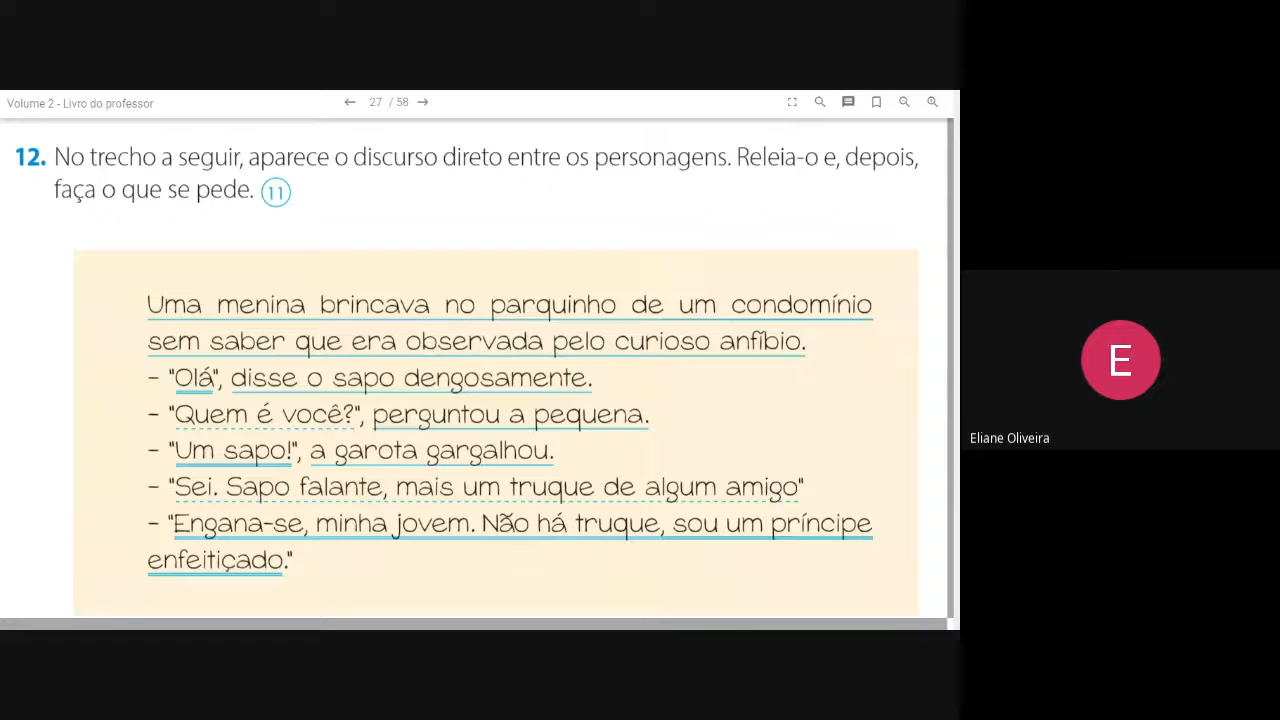 Volume 2 - Livro do professor
27 / 58
12. No trecho a seguir, aparece o discurso direto entre os personagens. Releia-o e, depois,
faça o que se pede. 11
Uma menina brincava no parquinho de um condomínio
sem saber que era observada pelo curioso anfíbio.
– "Olá", disse o sapo dengosamente.
– "Quem é você?", perguntou a pequena.
– "Um sapo!", a garota gargalhou.
– "Sei. Sapo falante, mais um truque de algum amigo"
– "Engana-se, minha jovem. Não há truque, sou um príncipe
enfeitiçado."
E
Eliane Oliveira